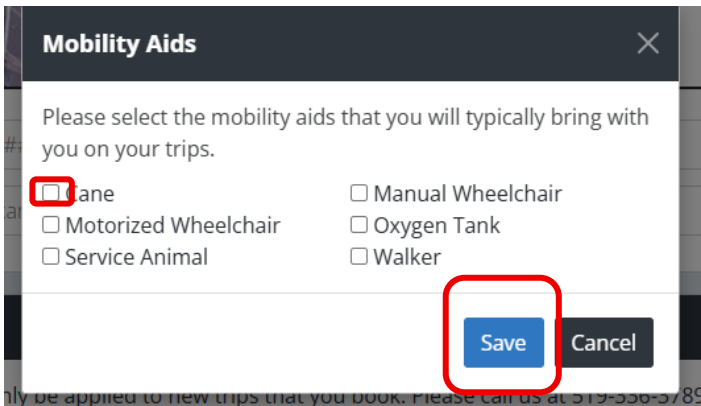 Mobility Aids
Please select the mobility aids that you will typically bring with
you on your trips.
Cane
Manual Wheelchair
Motorized Wheelchair
Oxygen Tank
Service Animal
Walker
Save
Cancel
be applied to new trips that you book. Please call us at 519-336-3789